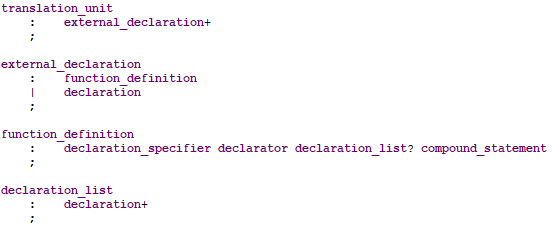 translation_unit
: external_declaration+
;
external_declaration
: function_definition
| declaration
;
function_definition
: declaration_specifier declarator declaration_list? compound_statement
;
declaration_list
: declaration+
;